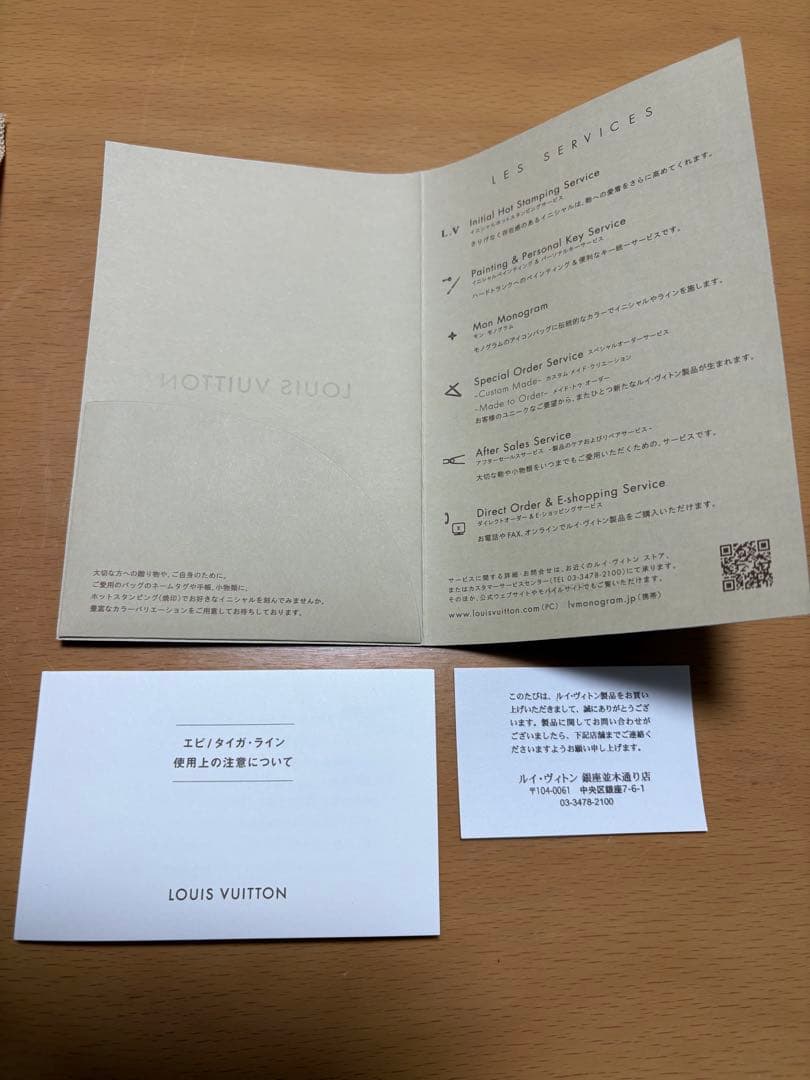 LOUIS VUITTON
大切な方への贈り物や、ご自身のために。
ご愛用のバッグのネームタグや手帳、小物類に、
ホットスタンピング(焼印)でお好きなイニシャルを刻んでみませんか。
豊富なカラーバリエーションをご用意してお待ちしております。
LES SERVICES
L.V
Initial Hot Stamping Service
イニシャルホットスタンピングサービス
さりげなく存在感のあるイニシャルは、鞄への愛着をさらに高めてくれます。
Painting & Personal Key Service
イニシャルペインティング & パーソナルキーサービス
ハードトランクへのペインティング & 便利なキー統一サービスです。
Mon Monogram
モン モノグラム
モノグラムのアイコンバッグに伝統的なカラーでイニシャルやラインを施します。
Special Order Service スペシャルオーダーサービス
-Custom Made- カスタム メイド・クリエーション
-Made to Order- メイド・トゥ・オーダー
お客様のユニークなご要望から、またひとつ新たなルイ・ヴィトン製品が生まれます。
After Sales Service
アフターセールスサービス -製品のケアおよびリペアサービス-
大切な鞄や小物類をいつまでもご愛用いただくための、サービスです。
Direct Order & E-shopping Service
ダイレクトオーダー & E-ショッピングサービス
お電話やFAX、オンラインでルイ・ヴィトン製品をご購入いただけます。
サービスに関する詳細・お問合せは、お近くのルイ・ヴィトン ストア、
またはカスタマーサービスセンター(TEL 03-3478-2100)にて承ります。
そのほか、公式ウェブサイトやモバイルサイトでもご覧いただけます。
www.louisvuitton.com(PC) lvmonogram.jp(携帯)
エピ/タイガ・ライン
使用上の注意について
LOUIS VUITTON
このたびは、ルイ・ヴィトン製品をお買い
上げいただきまして、誠にありがとうござ
います。製品に関してお問い合わせが
ございましたら、下記店舗までご連絡く
ださいますようお願い申し上げます。
ルイ・ヴィトン 銀座並木通り店
〒104-0061 中央区銀座7-6-1
03-3478-2100